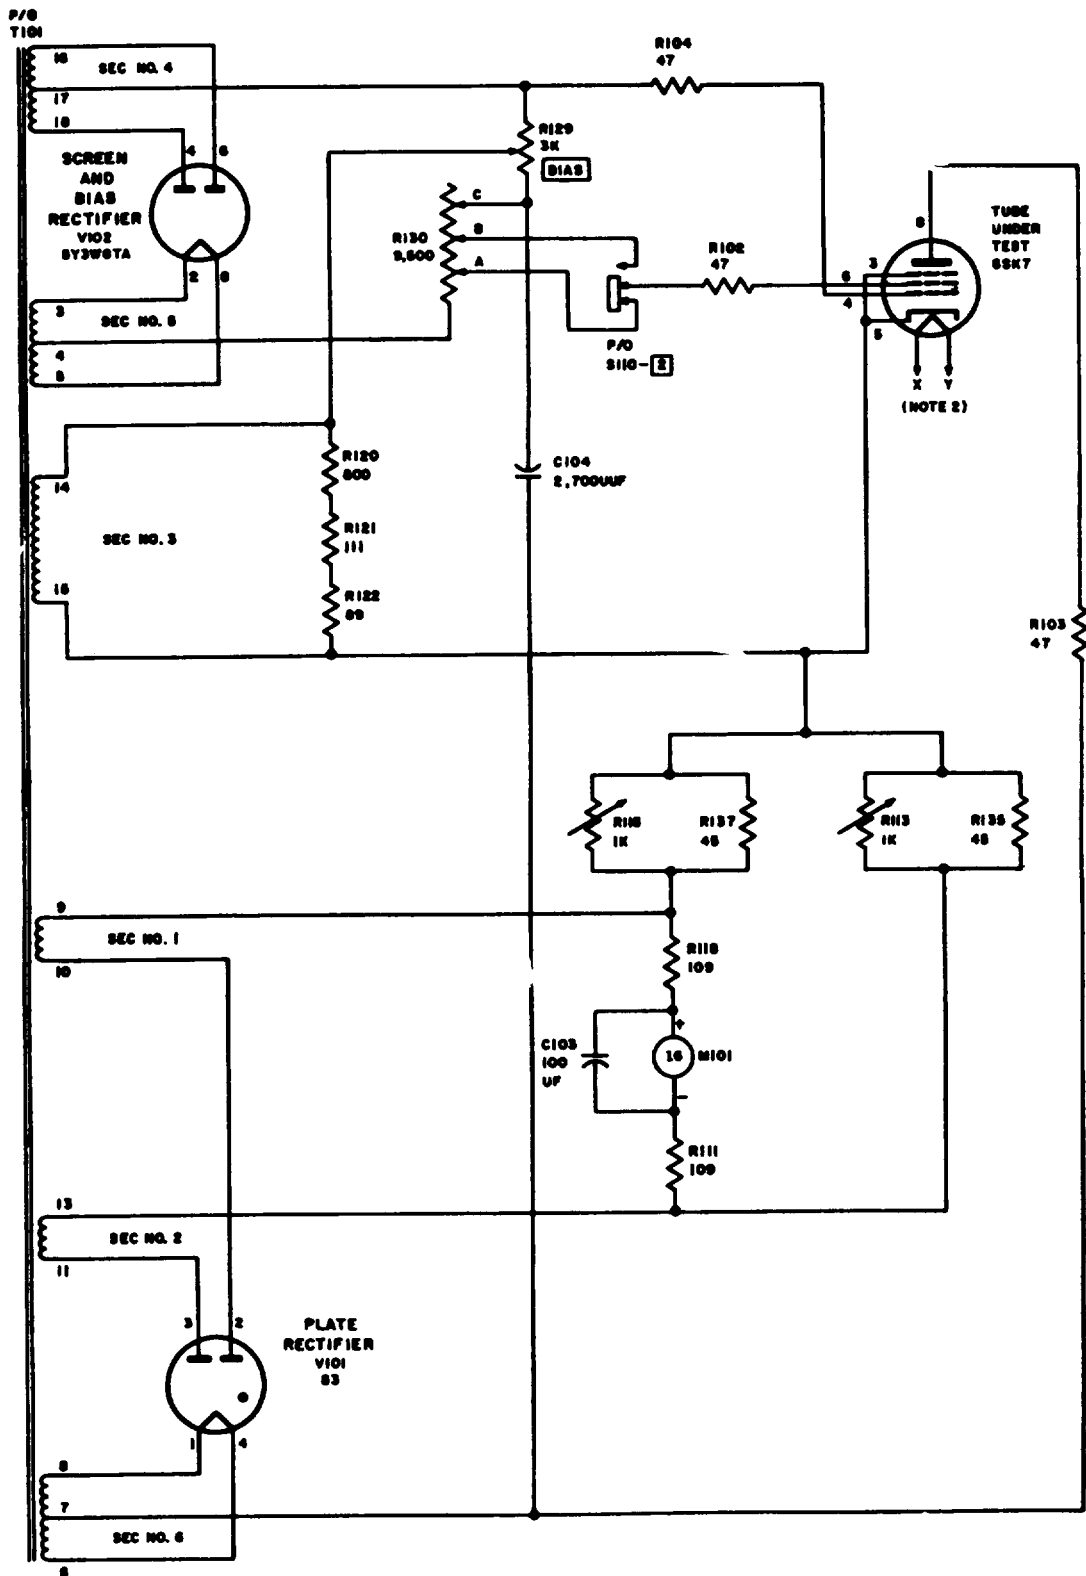 P/O
T101
16
SEC NO. 4
17
18
4
6
SCREEN
AND
BIAS
RECTIFIER
V102
6Y3WGTA
2
8
3
SEC NO. 5
4
5
14
SEC NO. 3
15
R120
800
R121
111
R122
89
R104
47
R129
3K
BIAS
C
B
A
R130
9,500
R102
47
P/O
S110-2
C104
2,700UUF
8
3
6
4
5
TUBE
UNDER
TEST
6SK7
X Y
(NOTE 2)
R103
47
R116
1K
R137
45
R113
1K
R135
45
9
SEC NO. 1
10
R118
109
C103
100
UF
+
16
M101
-
R111
109
13
SEC NO. 2
11
3
2
PLATE
RECTIFIER
V101
83
1
4
8
7
SEC NO. 6
6